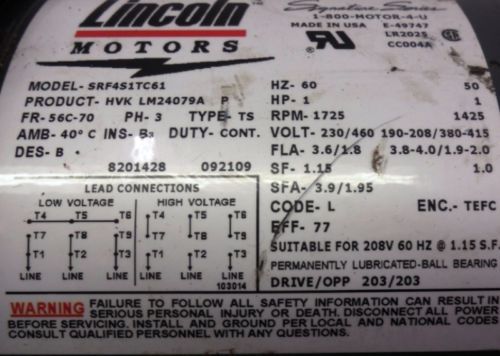 Lincoln
MOTORS
Signature Series
1-800-MOTOR-4-U
MADE IN USA E-49747
LR2025
CC004A
MODEL- SRF4S1TC61
PRODUCT- HVK LM24079A P
FR-56C-70 PH- 3 TYPE- TS
AMB-40°C INS- B3 DUTY- CONT.
DES-B
8201428 092109
HZ- 60 50
HP- 1 1
RPM- 1725 1425
VOLT- 230/460 190-208/380-415
FLA- 3.6/1.8 3.8-4.0/1.9-2.0
SF- 1.15 1.0
SFA- 3.9/1.95
CODE- L ENC.- TEFC
EFF- 77
SUITABLE FOR 208V 60 HZ @ 1.15 S.F.
PERMANENTLY LUBRICATED-BALL BEARING
DRIVE/OPP 203/203
LEAD CONNECTIONS
LOW VOLTAGE HIGH VOLTAGE
T4 T5 T6 T4 T5 T6
T7 T8 T9 T7 T8 T9
T1 T2 T3 T1 T2 T3
LINE LINE LINE LINE LINE LINE
103014
WARNING FAILURE TO FOLLOW ALL SAFETY INFORMATION CAN RESULT IN
SERIOUS PERSONAL INJURY OR DEATH. DISCONNECT ALL POWER
BEFORE SERVICING. INSTALL AND GROUND PER LOCAL AND NATIONAL CODES
CONSULT QUALIFIED PERSONNEL WITH ANY QUESTIONS.